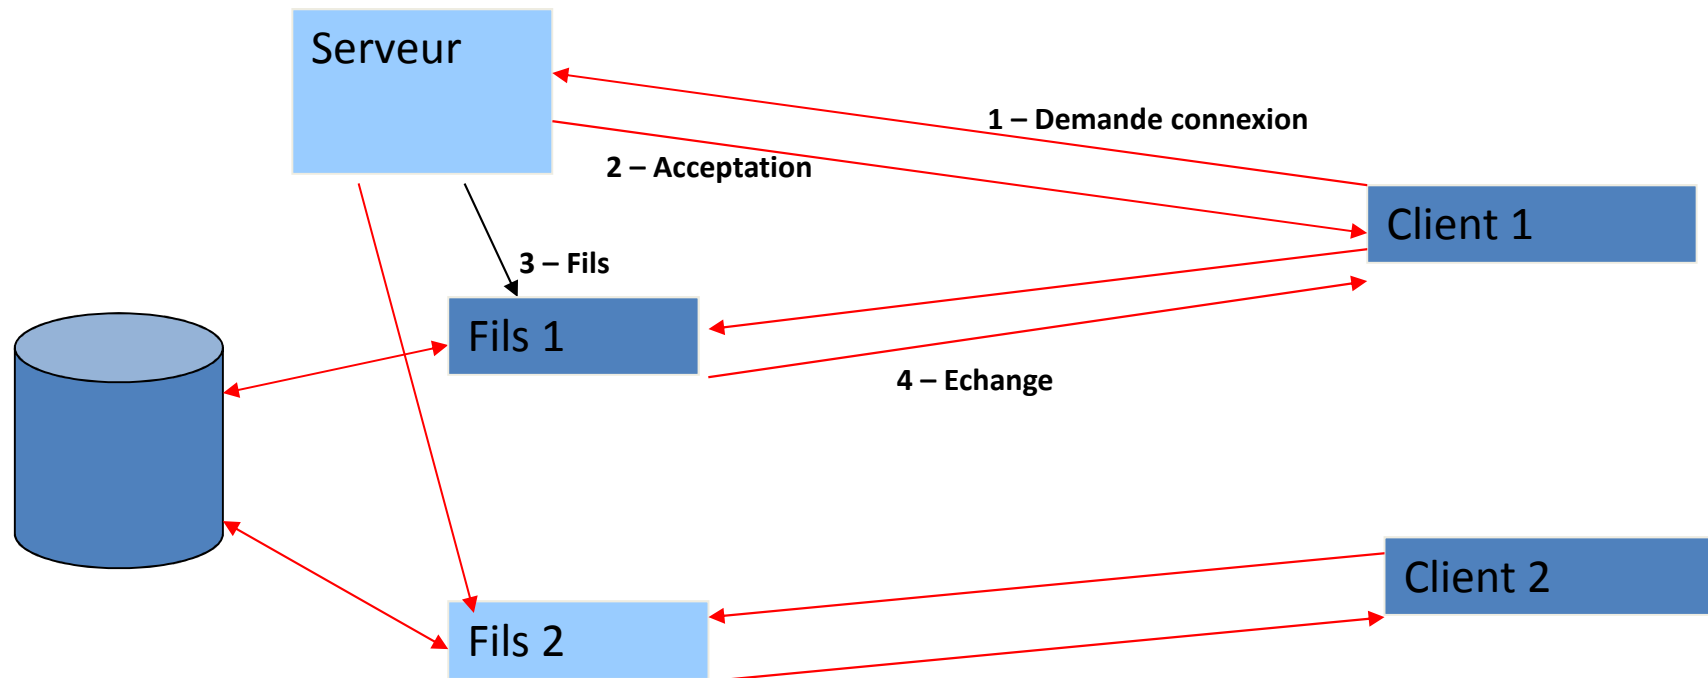 Serveur
1 – Demande connexion
2 – Acceptation
Client 1
3 – Fils
Fils 1
4 – Echange
Client 2
Fils 2